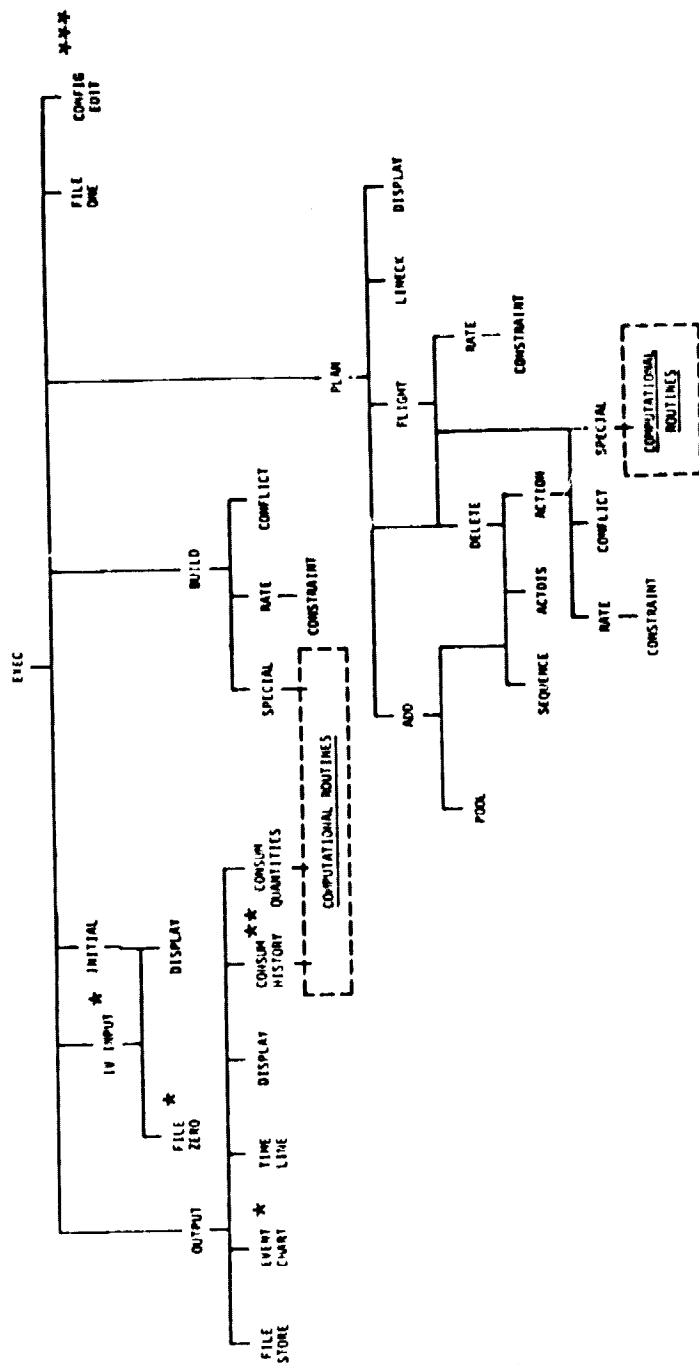 EXEC
OUTPUT
IV INPUT *
INITIAL
BUILD
PLAN
FILE
ONE
CONFIG
EDIT
***
FILE
ZERO *
DISPLAY
FILE
STORE
EVENT
CHART *
TIME
LINE
DISPLAY
CONSUM
HISTORY **
CONSUM
QUANTITIES
COMPUTATIONAL ROUTINES
SPECIAL
RATE
CONSTRAINT
CONFLICT
ADD
FLIGHT
LINECK
DISPLAY
POOL
DELETE
RATE
CONSTRAINT
SEQUENCE
ACTDIS
ACTION
RATE
CONSTRAINT
CONFLICT
SPECIAL
COMPUTATIONAL
ROUTINES